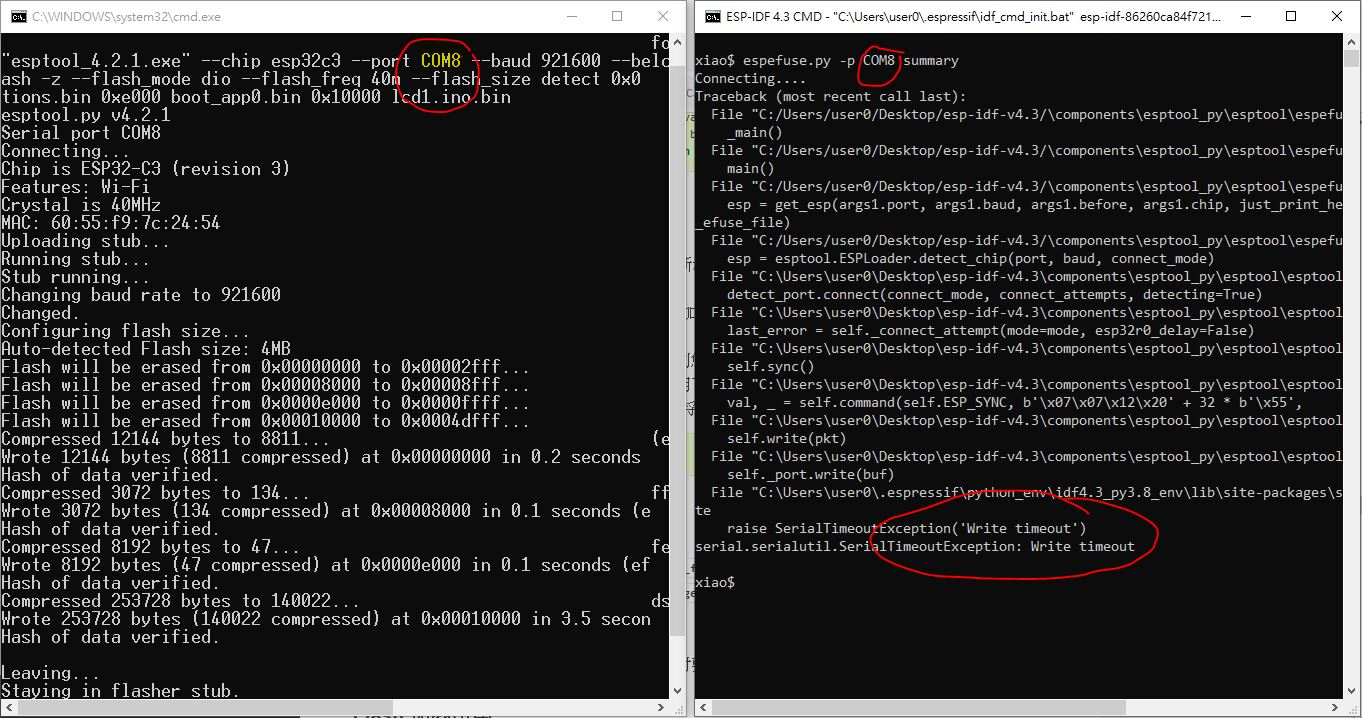 C:\WINDOWS\system32\cmd.exe
fo
"esptool_4.2.1.exe" --chip esp32c3 --port COM8 --baud 921600 --bef
ash -z --flash_mode dio --flash_freq 40m --flash_size detect 0x0
tions.bin 0xe000 boot_app0.bin 0x10000 lcd1.ino.bin
esptool.py v4.2.1
Serial port COM8
Connecting...
Chip is ESP32-C3 (revision 3)
Features: Wi-Fi
Crystal is 40MHz
MAC: 60:55:f9:7c:24:54
Uploading stub...
Running stub...
Stub running...
Changing baud rate to 921600
Changed.
Configuring flash size...
Auto-detected Flash size: 4MB
Flash will be erased from 0x00000000 to 0x00002fff...
Flash will be erased from 0x00008000 to 0x00008fff...
Flash will be erased from 0x0000e000 to 0x0000ffff...
Flash will be erased from 0x00010000 to 0x0004dfff...
Compressed 12144 bytes to 8811... (e
Wrote 12144 bytes (8811 compressed) at 0x00000000 in 0.2 seconds
Hash of data verified.
Compressed 3072 bytes to 134... ff
Wrote 3072 bytes (134 compressed) at 0x00008000 in 0.1 seconds (e
Hash of data verified.
Compressed 8192 bytes to 47... fe
Wrote 8192 bytes (47 compressed) at 0x0000e000 in 0.1 seconds (ef
Hash of data verified.
Compressed 253728 bytes to 140022... ds
Wrote 253728 bytes (140022 compressed) at 0x00010000 in 3.5 secon
Hash of data verified.
Leaving...
Staying in flasher stub.
ESP-IDF 4.3 CMD - "C:\Users\user0\.espressif\idf_cmd_init.bat" esp-idf-86260ca84f721...
xiao$ espefuse.py -p COM8 summary
Connecting....
Traceback (most recent call last):
File "C:/Users/user0/Desktop/esp-idf-v4.3/\components\esptool_py\esptool\espefu
_main()
File "C:/Users/user0/Desktop/esp-idf-v4.3/\components\esptool_py\esptool\espefu
main()
File "C:/Users/user0/Desktop/esp-idf-v4.3/\components\esptool_py\esptool\espefu
esp = get_esp(args1.port, args1.baud, args1.before, args1.chip, just_print_he
_efuse_file)
File "C:/Users/user0/Desktop/esp-idf-v4.3/\components\esptool_py\esptool\espefu
esp = esptool.ESPLoader.detect_chip(port, baud, connect_mode)
File "C:\Users\user0\Desktop\esp-idf-v4.3\components\esptool_py\esptool\esptool
detect_port.connect(connect_mode, connect_attempts, detecting=True)
File "C:\Users\user0\Desktop\esp-idf-v4.3\components\esptool_py\esptool\esptool
last_error = self._connect_attempt(mode=mode, esp32r0_delay=False)
File "C:\Users\user0\Desktop\esp-idf-v4.3\components\esptool_py\esptool\esptool
self.sync()
File "C:\Users\user0\Desktop\esp-idf-v4.3\components\esptool_py\esptool\esptool
val, _ = self.command(self.ESP_SYNC, b'\x07\x07\x12\x20' + 32 * b'\x55',
File "C:\Users\user0\Desktop\esp-idf-v4.3\components\esptool_py\esptool\esptool
self.write(pkt)
File "C:\Users\user0\Desktop\esp-idf-v4.3\components\esptool_py\esptool\esptool
self._port.write(buf)
File "C:\Users\user0\.espressif\python_env\idf4.3_py3.8_env\lib\site-packages\s
te
raise SerialTimeoutException('Write timeout')
serial.serialutil.SerialTimeoutException: Write timeout
xiao$